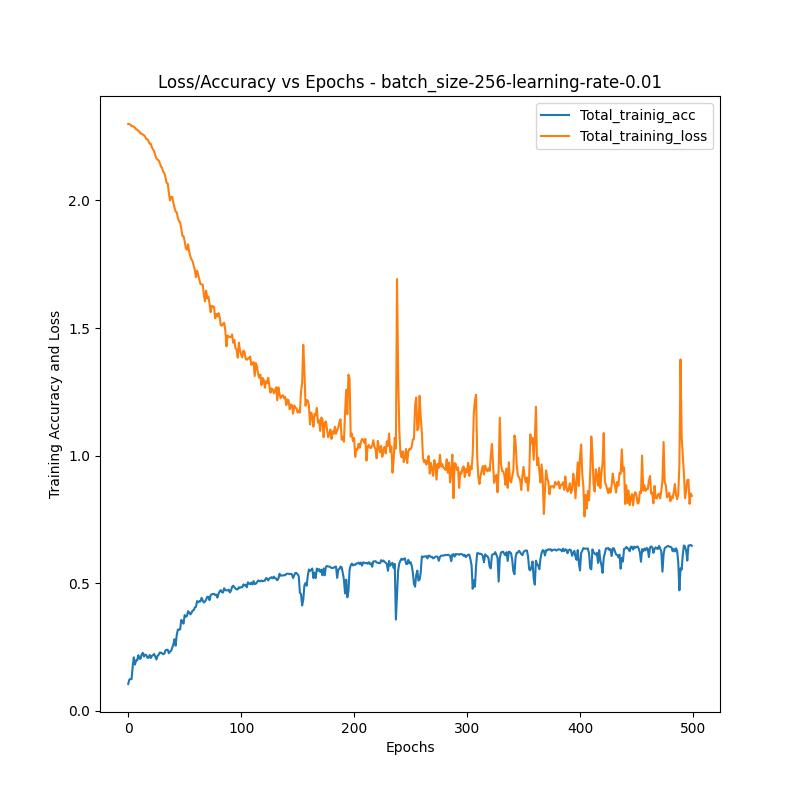 Loss/Accuracy vs Epochs - batch_size-256-learning-rate-0.01
Total_trainig_acc
Total_training_loss
Training Accuracy and Loss
2.0
1.5
1.0
0.5
0.0
0
100
200
300
400
500
Epochs